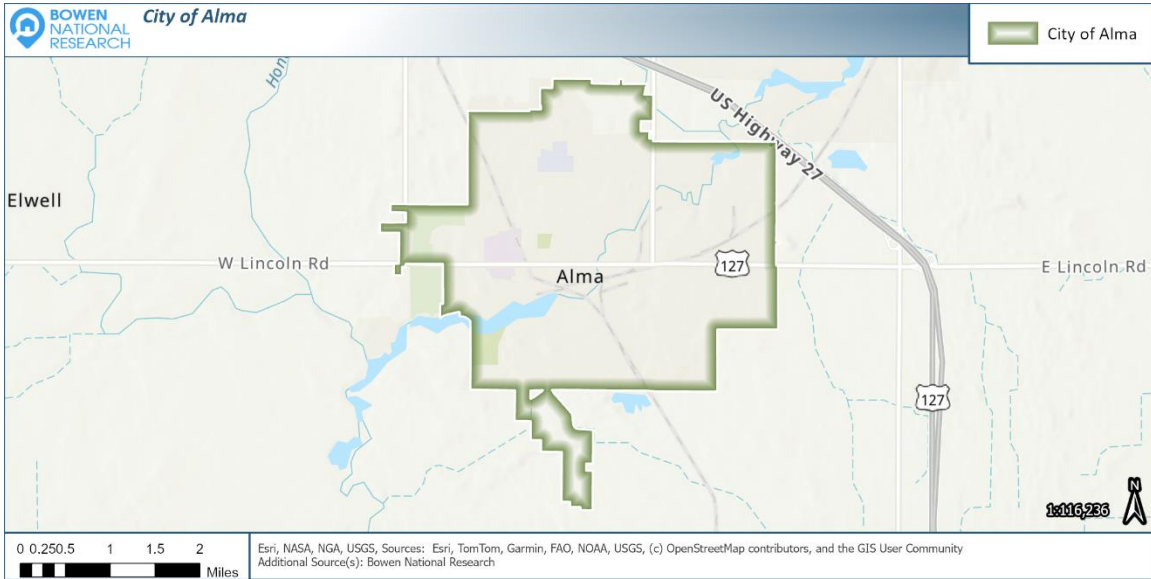 BOWEN
NATIONAL
RESEARCH
City of Alma
City of Alma
Hon
US Highway 27
Elwell
W Lincoln Rd
Alma
127
E Lincoln Rd
127
N
1:116,236
0 0.250.5 1 1.5 2
Miles
Esri, NASA, NGA, USGS, Sources: Esri, TomTom, Garmin, FAO, NOAA, USGS, (c) OpenStreetMap contributors, and the GIS User Community
Additional Source(s): Bowen National Research